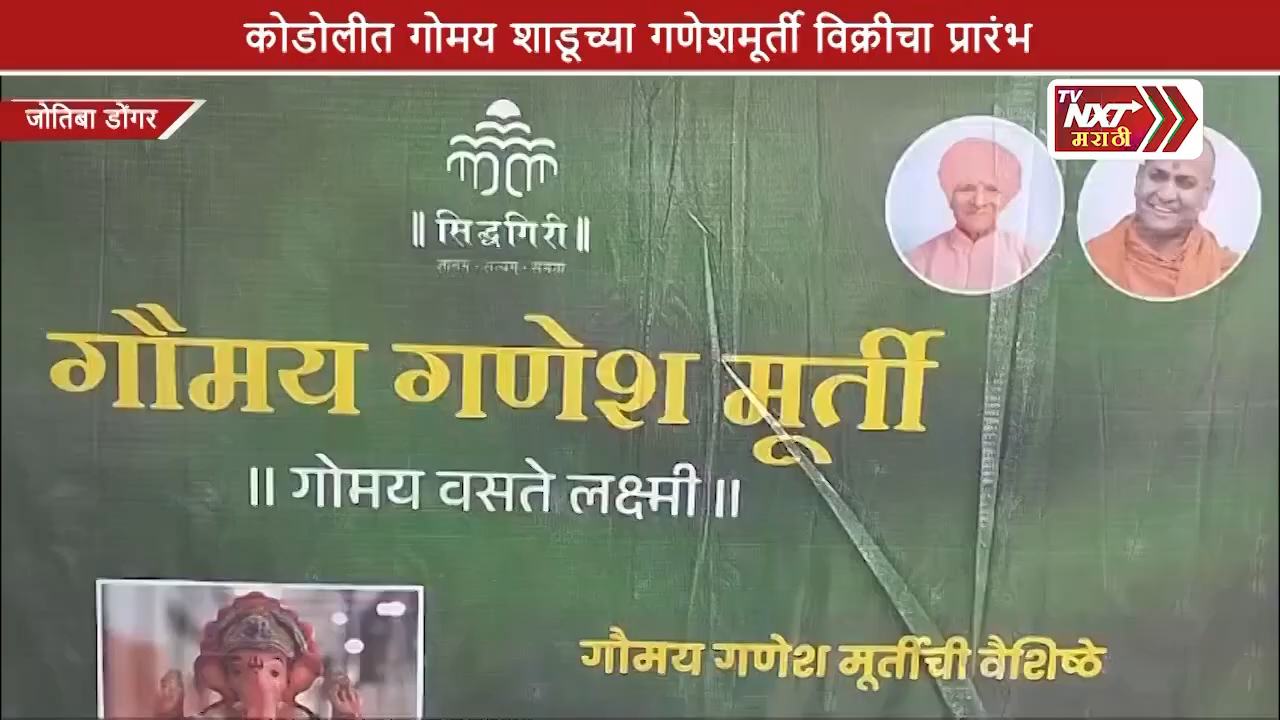 कोडोलीत गोमय शाडूच्या गणेशमूर्ती विक्रीचा प्रारंभ
जोतिबा डोंगर
TV
NXT
मराठी
॥ सिद्धगिरी ॥
गौमय गणेश मूर्ती
॥ गोमय वसते लक्ष्मी ॥
गौमय गणेश मूर्तीची वैशिष्ठे